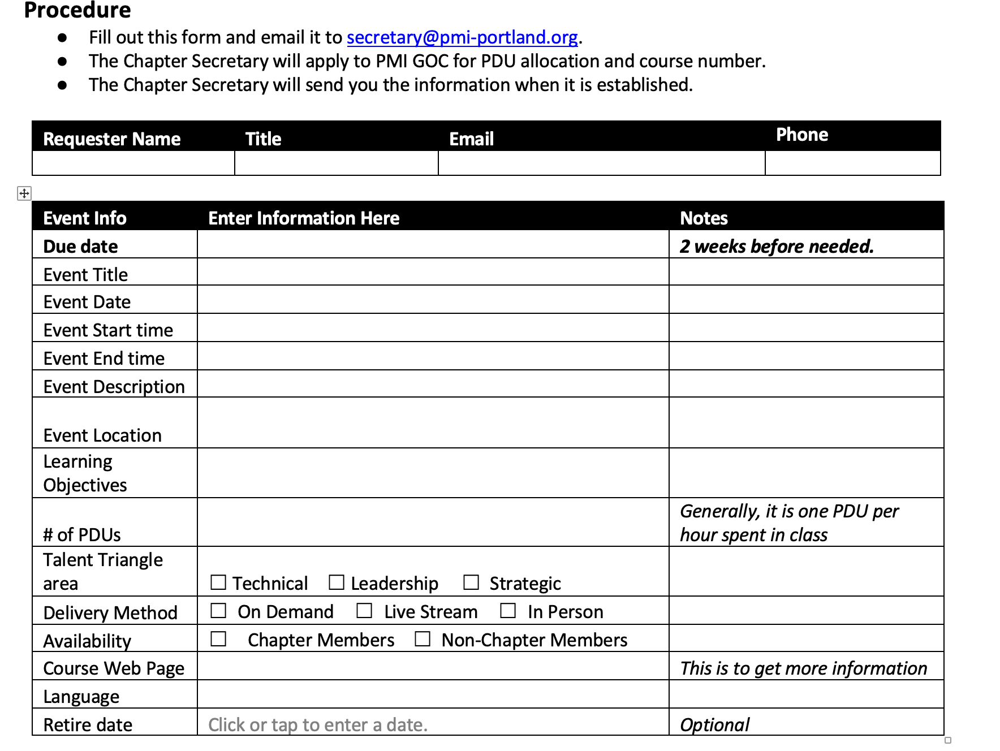 Procedure
● Fill out this form and email it to secretary@pmi-portland.org.
● The Chapter Secretary will apply to PMI GOC for PDU allocation and course number.
● The Chapter Secretary will send you the information when it is established.
Requester Name Title Email Phone
Event Info Enter Information Here Notes
Due date 2 weeks before needed.
Event Title
Event Date
Event Start time
Event End time
Event Description
Event Location
Learning
Objectives
Generally, it is one PDU per
# of PDUs hour spent in class
Talent Triangle
area ☐ Technical ☐ Leadership ☐ Strategic
Delivery Method ☐ On Demand ☐ Live Stream ☐ In Person
Availability ☐ Chapter Members ☐ Non-Chapter Members
Course Web Page This is to get more information
Language
Retire date Click or tap to enter a date. Optional